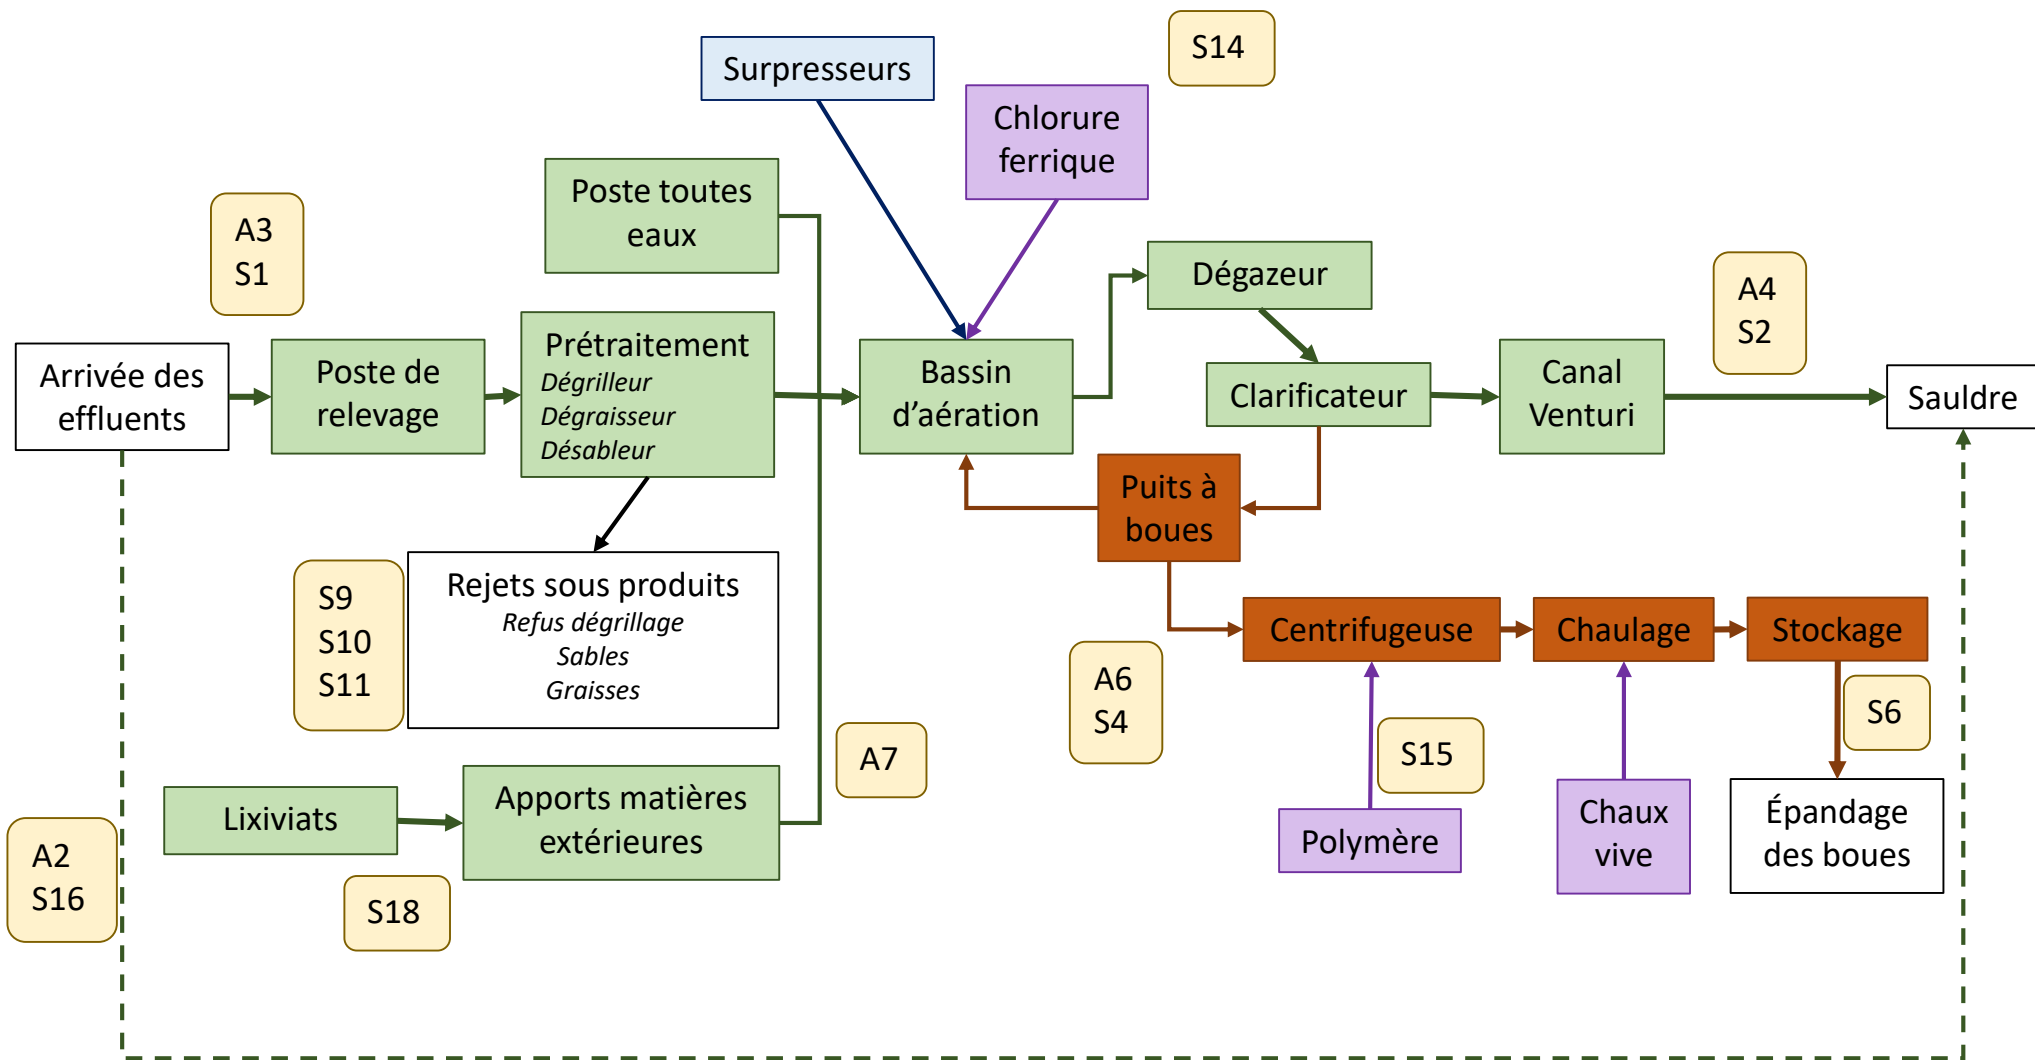 S14
Surpresseurs
Chlorure
ferrique
Poste toutes
eaux
A3
S1
Dégazeur
A4
S2
Arrivée des
effluents
Poste de
relevage
Prétraitement
Dégrilleur
Dégraisseur
Désableur
Bassin
d’aération
Clarificateur
Canal
Venturi
Sauldre
Puits à
boues
S9
S10
S11
Rejets sous produits
Refus dégrillage
Sables
Graisses
Centrifugeuse
Chaulage
Stockage
A6
S4
S6
S15
A7
Lixiviats
Apports matières
extérieures
Polymère
Chaux
vive
Épandage
des boues
A2
S16
S18